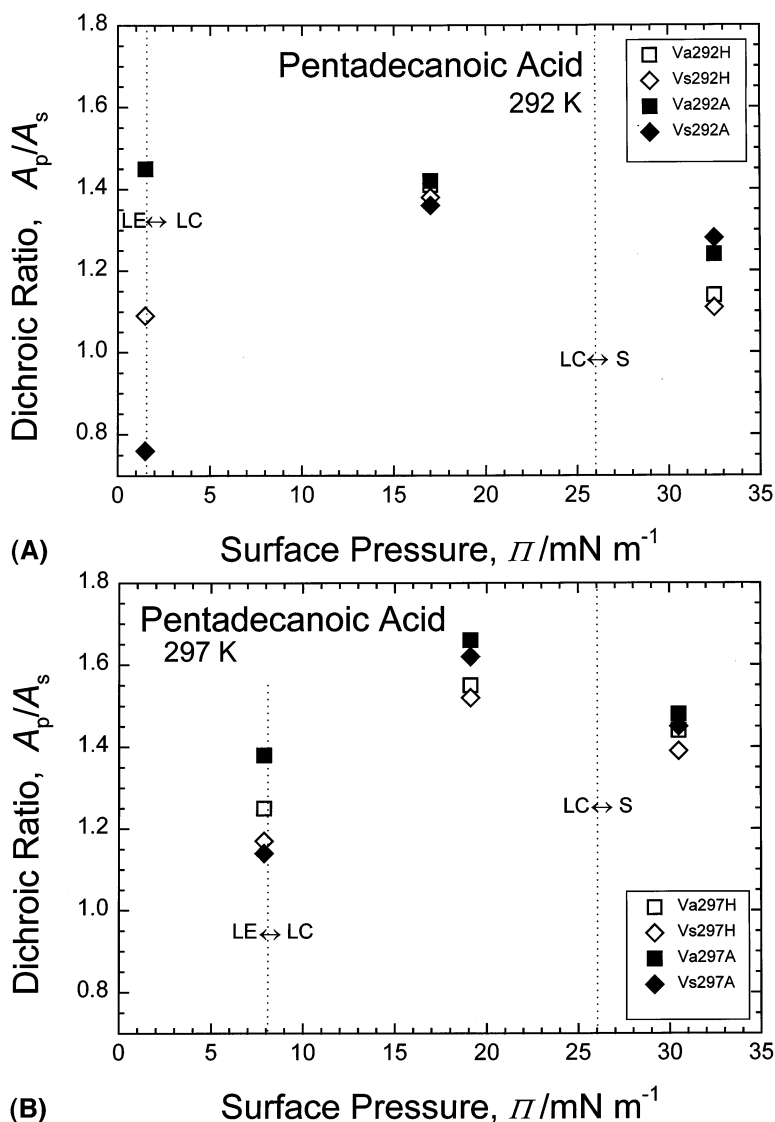 1.8
1.6
1.4
1.2
1.0
0.8
Dichroic Ratio, Ap/As
Pentadecanoic Acid
292 K
Va292H
Vs292H
Va292A
Vs292A
LE↔ LC
LC↔ S
0 5 10 15 20 25 30 35
(A) Surface Pressure, Π/mN m⁻¹
1.8
1.6
1.4
1.2
1.0
0.8
Dichroic Ratio, Ap/As
Pentadecanoic Acid
297 K
LC↔ S
LE↔ LC
Va297H
Vs297H
Va297A
Vs297A
0 5 10 15 20 25 30 35
(B) Surface Pressure, Π/mN m⁻¹